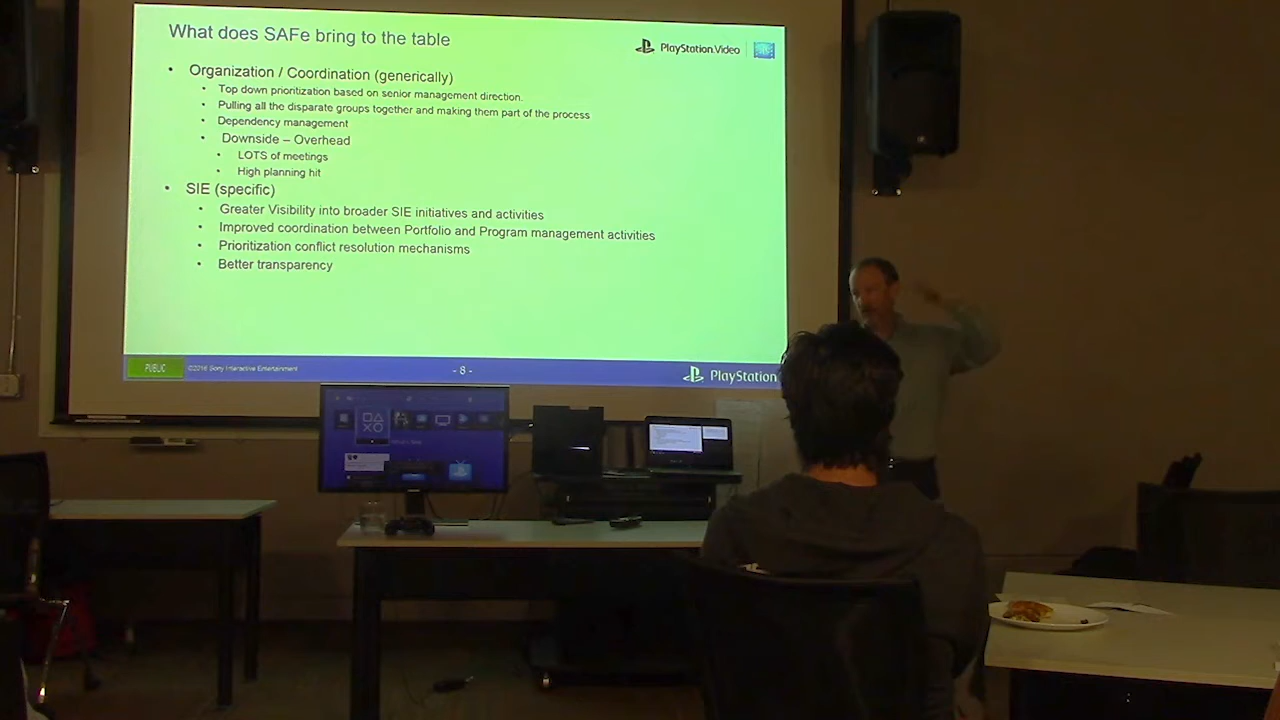 What does SAFe bring to the table
PlayStation.Video
• Organization / Coordination (generically)
• Top down prioritization based on senior management direction.
• Pulling all the disparate groups together and making them part of the process
• Dependency management
• Downside – Overhead
• LOTS of meetings
• High planning hit
• SIE (specific)
• Greater Visibility into broader SIE initiatives and activities
• Improved coordination between Portfolio and Program management activities
• Prioritization conflict resolution mechanisms
• Better transparency
PUBLIC
©2016 Sony Interactive Entertainment
- 8 -
PlayStation